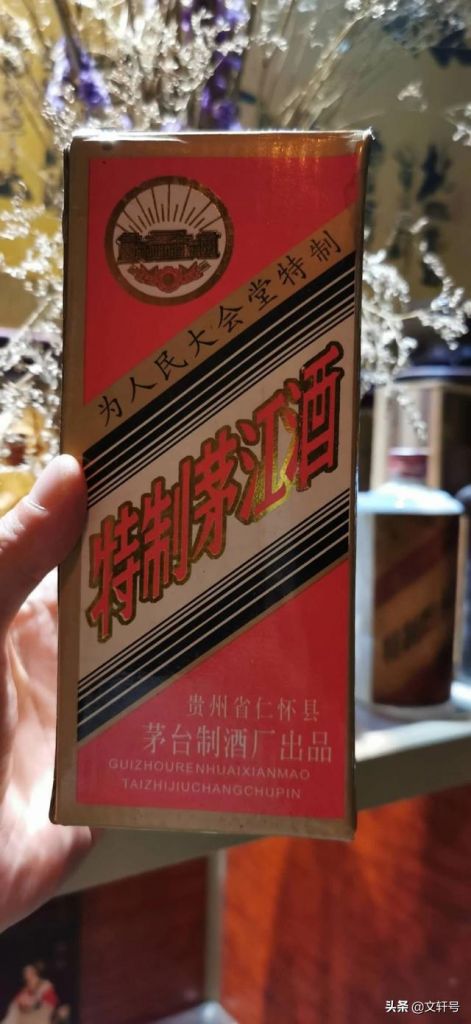 为人民大会堂特制
特制茅江酒
贵州省仁怀县
茅台制酒厂出品
GUIZHOURENHUAIXIANMAO
TAIZHIJIUCHANGCHUPIN
头条 @文轩号